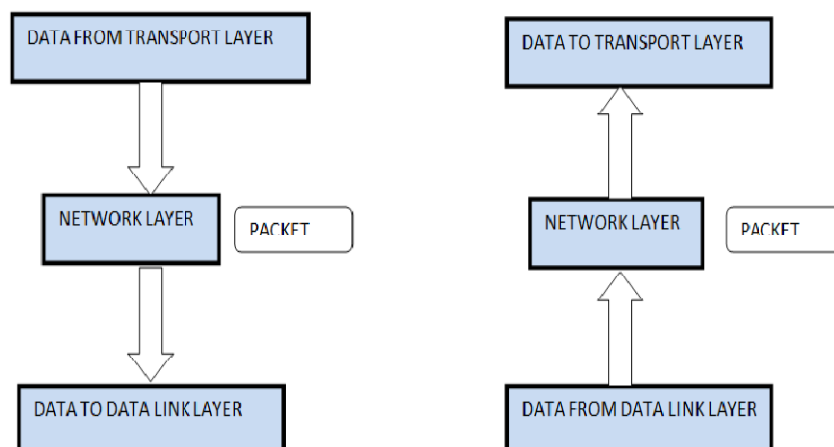 DATA FROM TRANSPORT LAYER
NETWORK LAYER
PACKET
DATA TO DATA LINK LAYER
DATA TO TRANSPORT LAYER
NETWORK LAYER
PACKET
DATA FROM DATA LINK LAYER